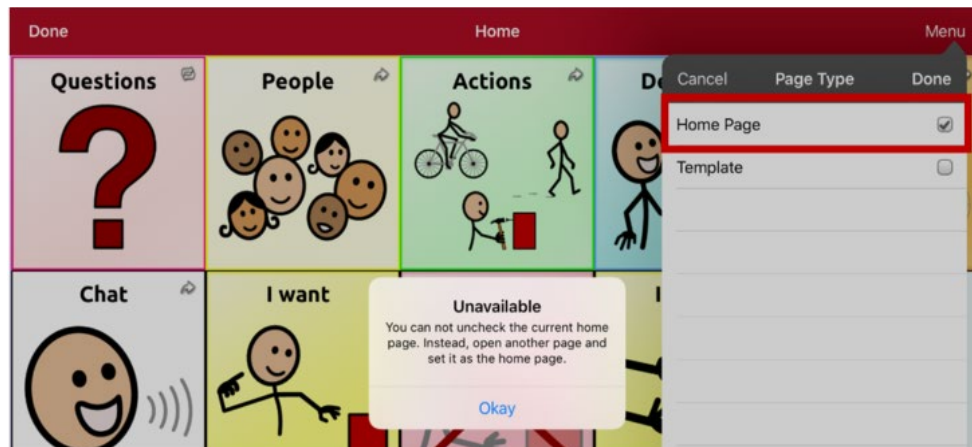 Done
Home
Menu
Questions
People
Actions
Cancel
Page Type
Done
Home Page
Template
Chat
I want
Unavailable
You can not uncheck the current home
page. Instead, open another page and
set it as the home page.
Okay